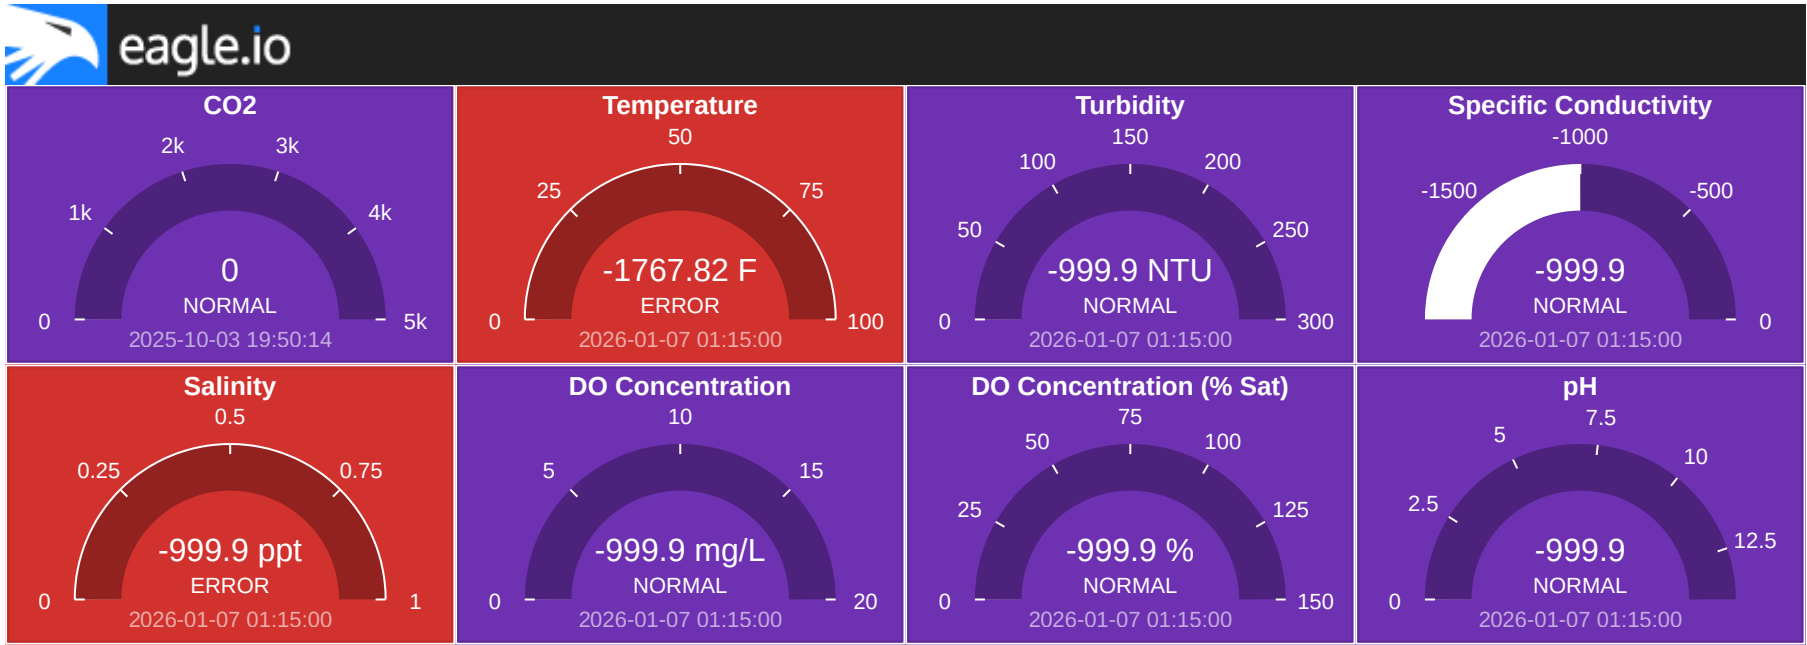 eagle.io
CO2
2k
3k
1k
4k
0
NORMAL
0
5k
2025-10-03 19:50:14
Temperature
50
25
75
-1767.82 F
ERROR
0
100
2026-01-07 01:15:00
Turbidity
150
100
200
50
250
-999.9 NTU
NORMAL
0
300
2026-01-07 01:15:00
Specific Conductivity
-1000
-1500
-500
-999.9
NORMAL
0
2026-01-07 01:15:00
Salinity
0.5
0.25
0.75
-999.9 ppt
ERROR
0
1
2026-01-07 01:15:00
DO Concentration
10
5
15
-999.9 mg/L
NORMAL
0
20
2026-01-07 01:15:00
DO Concentration (% Sat)
75
50
100
25
125
-999.9 %
NORMAL
0
150
2026-01-07 01:15:00
pH
7.5
5
10
2.5
12.5
-999.9
NORMAL
0
2026-01-07 01:15:00